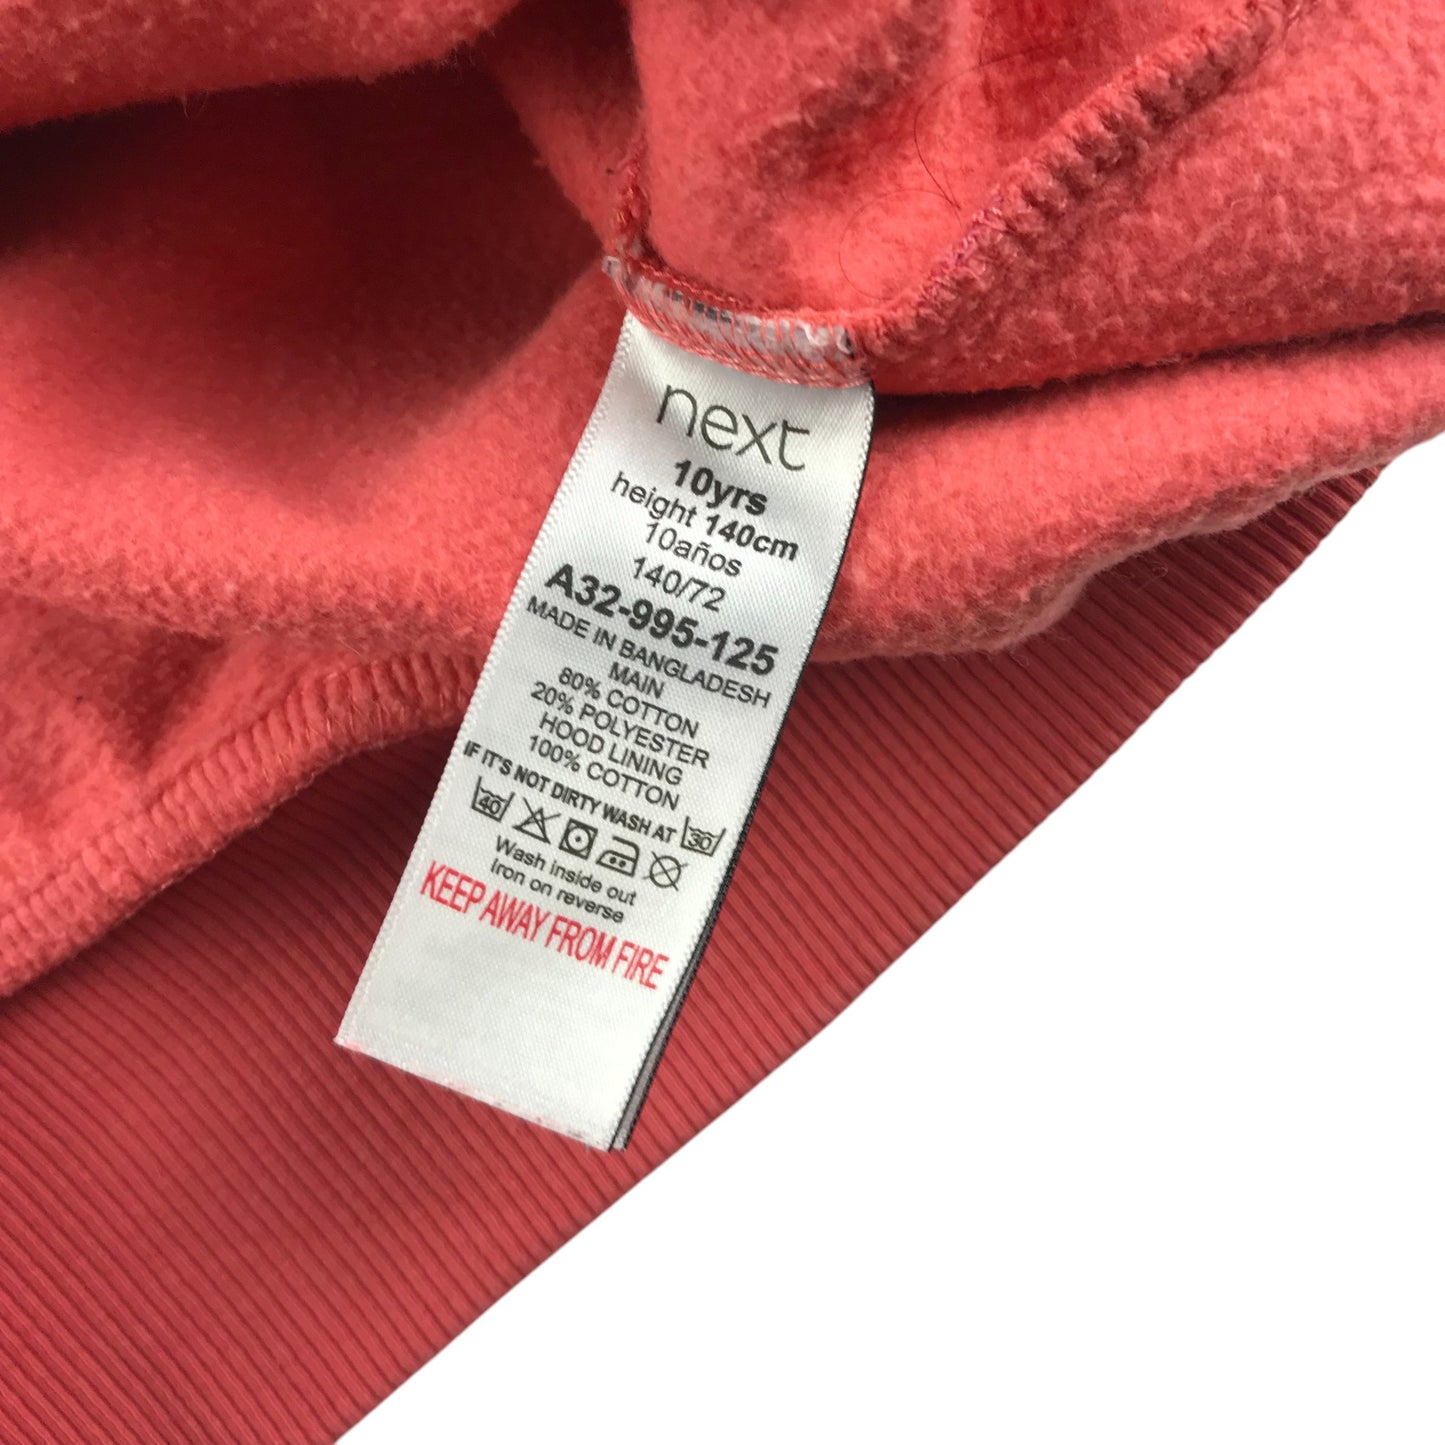 next
10yrs
height 140cm
10años
140/72
A32-995-125
MADE IN BANGLADESH
MAIN
80% COTTON
20% POLYESTER
HOOD LINING
100% COTTON
IF IT'S NOT DIRTY WASH AT 30
40
Wash inside out
Iron on reverse
KEEP AWAY FROM FIRE